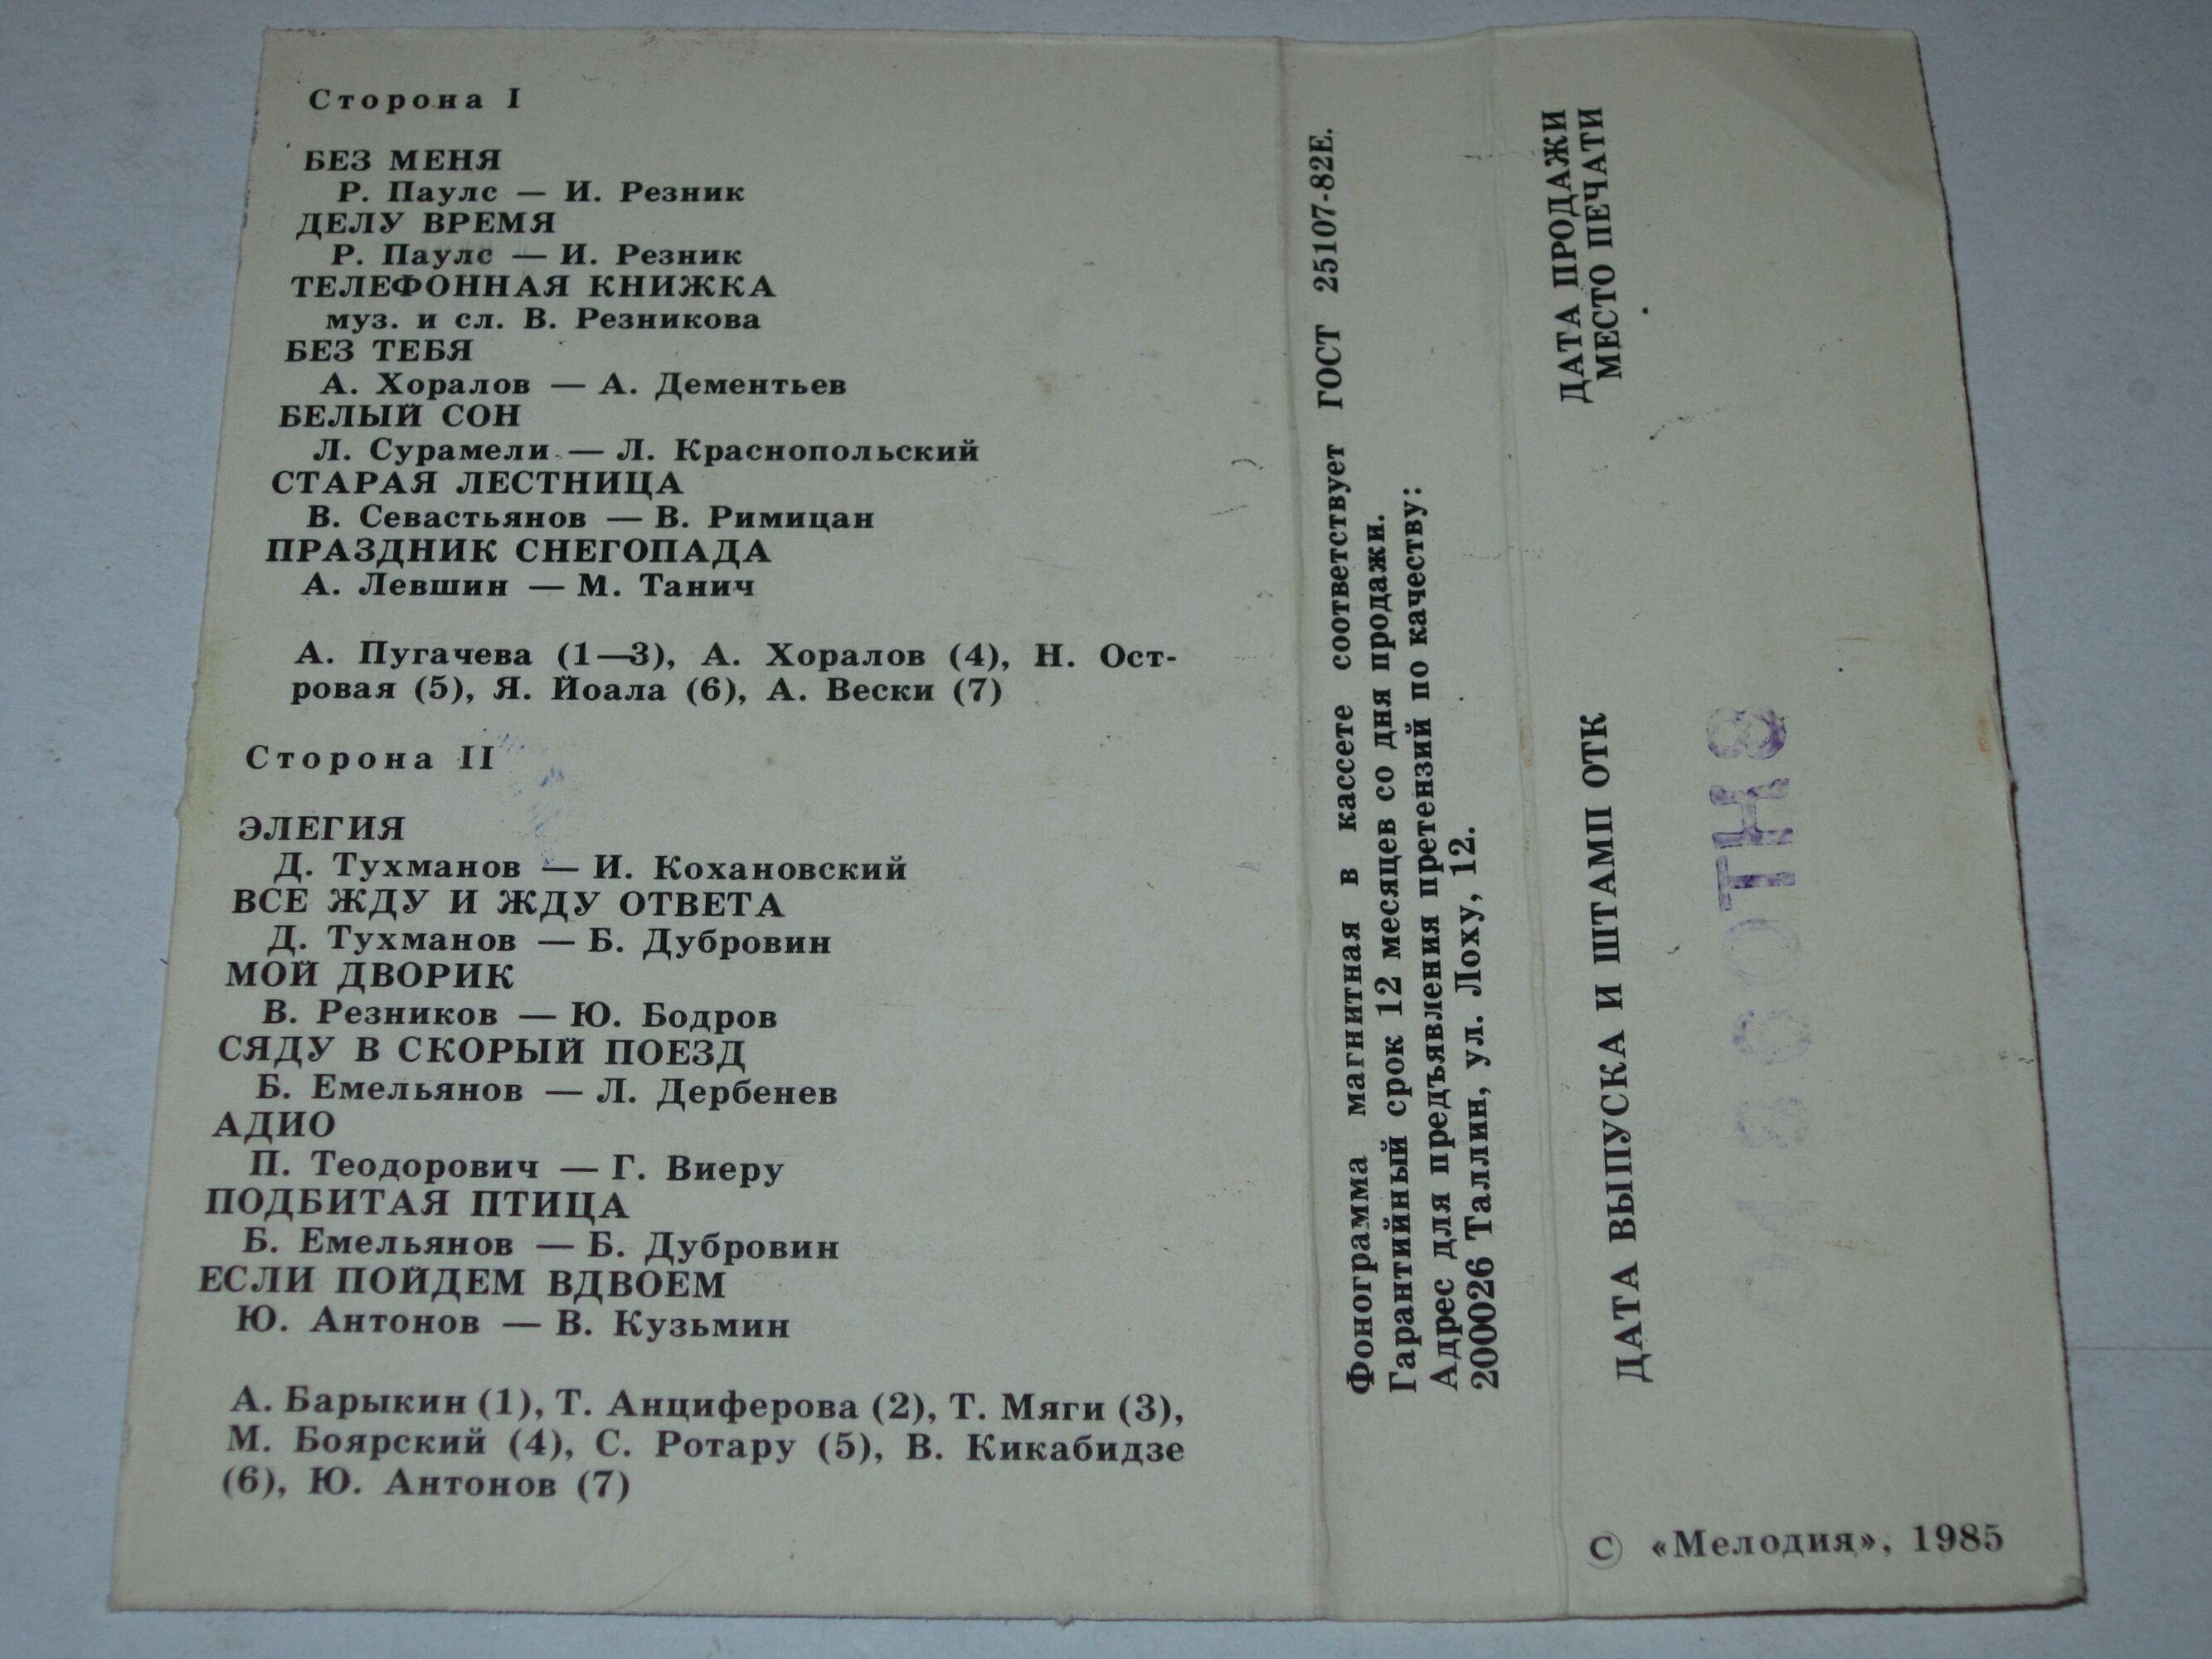 Сторона I
БЕЗ МЕНЯ
Р. Паулс — И. Резник
ДЕЛУ ВРЕМЯ
Р. Паулс — И. Резник
ТЕЛЕФОННАЯ КНИЖКА
муз. и сл. В. Резникова
БЕЗ ТЕБЯ
А. Хоралов — А. Дементьев
БЕЛЫЙ СОН
Л. Сурамели — Л. Краснопольский
СТАРАЯ ЛЕСТНИЦА
В. Севастьянов — В. Римицан
ПРАЗДНИК СНЕГОПАДА
А. Левшин — М. Танич
А. Пугачева (1—3), А. Хоралов (4), Н. Ост-
ровая (5), Я. Йоала (6), А. Вески (7)
Сторона II
ЭЛЕГИЯ
Д. Тухманов — И. Кохановский
ВСЕ ЖДУ И ЖДУ ОТВЕТА
Д. Тухманов — Б. Дубровин
МОЙ ДВОРИК
В. Резников — Ю. Бодров
СЯДУ В СКОРЫЙ ПОЕЗД
Б. Емельянов — Л. Дербенев
АДИО
П. Теодорович — Г. Виеру
ПОДБИТАЯ ПТИЦА
Б. Емельянов — Б. Дубровин
ЕСЛИ ПОЙДЕМ ВДВОЕМ
Ю. Антонов — В. Кузьмин
А. Барыкин (1), Т. Анциферова (2), Т. Мяги (3),
М. Боярский (4), С. Ротару (5), В. Кикабидзе
(6), Ю. Антонов (7)
Фонограмма магнитная в кассете соответствует ГОСТ 25107-82Е.
Гарантийный срок 12 месяцев со дня продажи.
Адрес для предъявления претензий по качеству:
200026 Таллин, ул. Лоху, 12.
ДАТА ПРОДАЖИ
МЕСТО ПЕЧАТИ
ДАТА ВЫПУСКА И ШТАМП ОТК
© «Мелодия», 1985